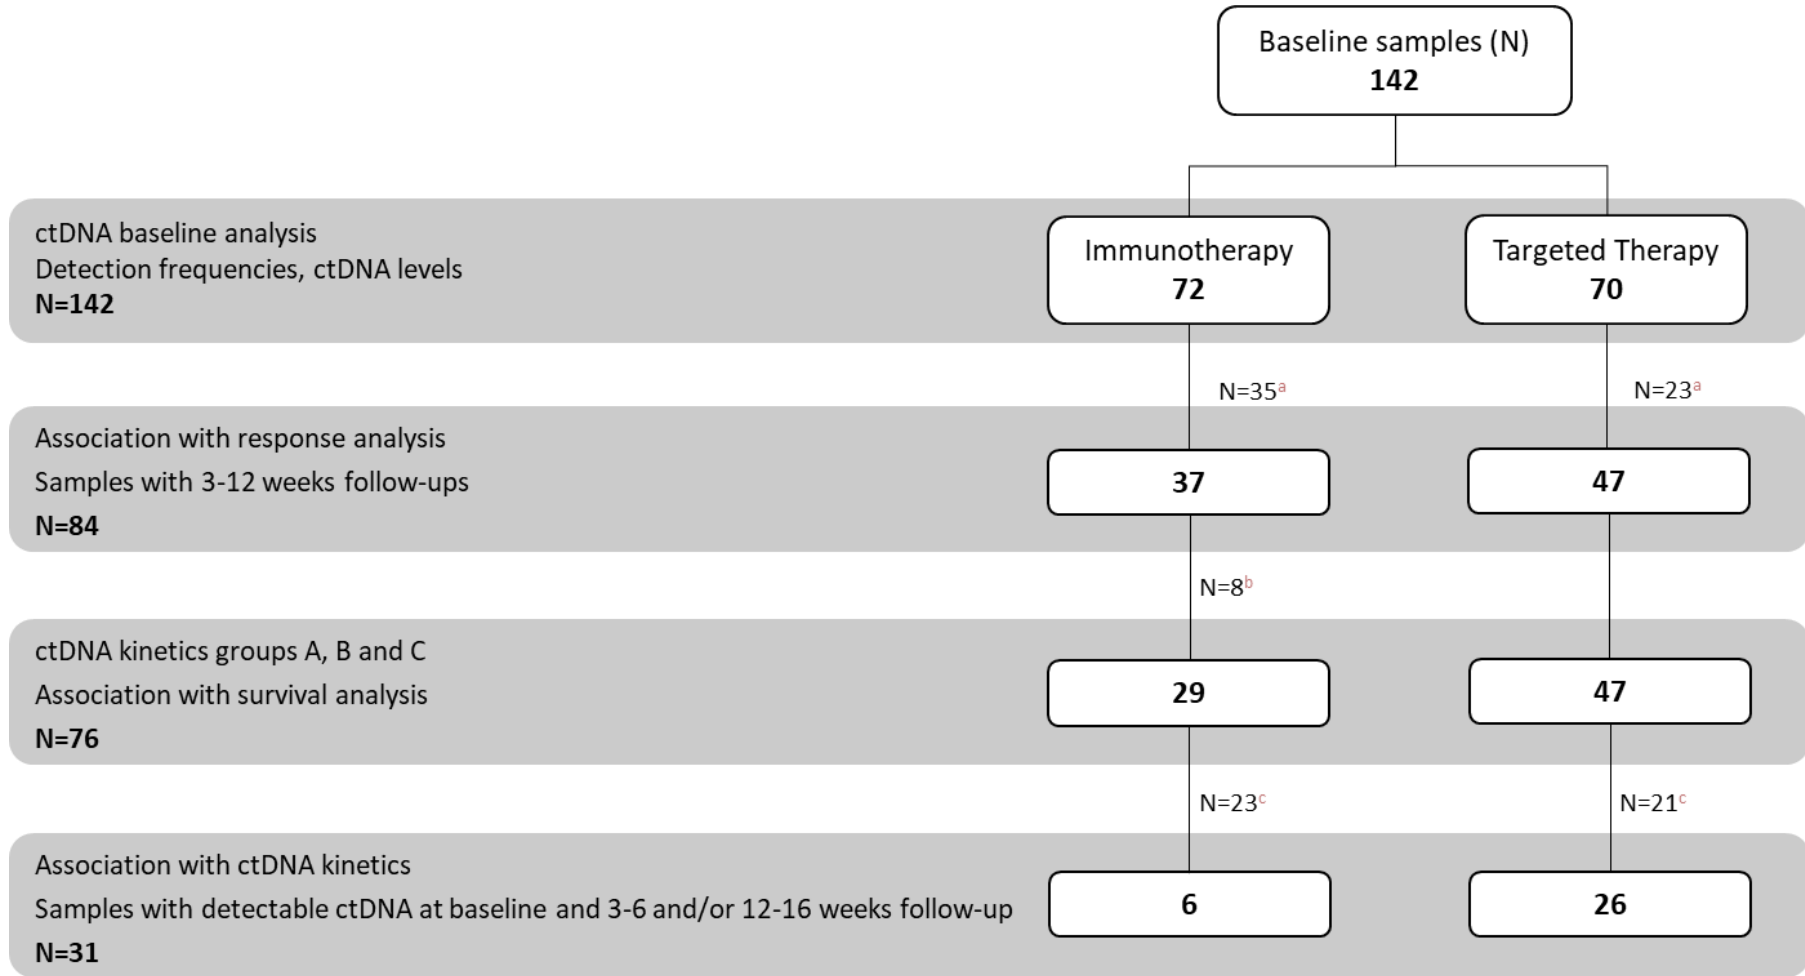 Baseline samples (N)
142
ctDNA baseline analysis
Detection frequencies, ctDNA levels
N=142
Immunotherapy
72
Targeted Therapy
70
N=35ᵃ
N=23ᵃ
Association with response analysis
Samples with 3-12 weeks follow-ups
N=84
37
47
N=8ᵇ
ctDNA kinetics groups A, B and C
Association with survival analysis
N=76
29
47
N=23ᶜ
N=21ᶜ
Association with ctDNA kinetics
Samples with detectable ctDNA at baseline and 3-6 and/or 12-16 weeks follow-up
N=31
6
26